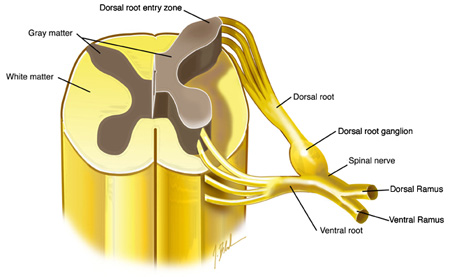 Dorsal root entry zone
Gray matter
White matter
Dorsal root
Dorsal root ganglion
Spinal nerve
Dorsal Ramus
Ventral Ramus
Ventral root